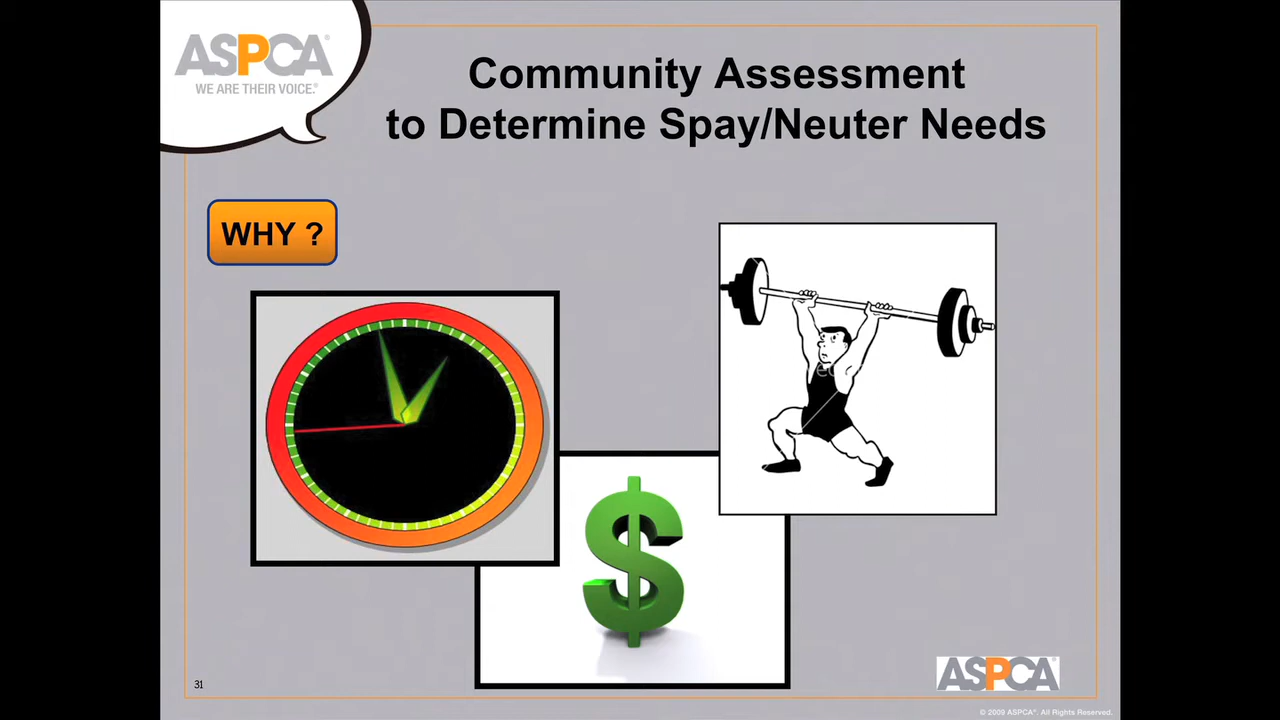 ASPCA®
WE ARE THEIR VOICE.®
Community Assessment
to Determine Spay/Neuter Needs
WHY ?
$
31
ASPCA
© 2009 ASPCA®. All Rights Reserved.